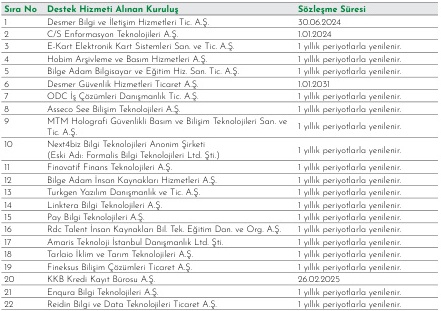 Sıra No Destek Hizmeti Alınan Kuruluş Sözleşme Süresi
1 Desmer Bilgi ve İletişim Hizmetleri Tic. A.Ş. 30.06.2024
2 C/S Enformasyon Teknolojileri A.Ş. 1.01.2024
3 E-Kart Elektronik Kart Sistemleri San. ve Tic. A.Ş. 1 yıllık periyotlarla yenilenir.
4 Hobim Arşivleme ve Basım Hizmetleri A.Ş. 1 yıllık periyotlarla yenilenir.
5 Bilge Adam Bilgisayar ve Eğitim Hiz. San. Tic. A.Ş. 1 yıllık periyotlarla yenilenir.
6 Desmer Güvenlik Hizmetleri Ticaret A.Ş. 1.01.2031
7 ODC İş Çözümleri Danışmanlık Tic. A.Ş. 1 yıllık periyotlarla yenilenir.
8 Asseco See Bilişim Teknolojileri A.Ş. 1 yıllık periyotlarla yenilenir.
9 MTM Holografi Güvenlikli Basım ve Bilişim Teknolojileri San. ve
Tic. A.Ş. 1 yıllık periyotlarla yenilenir.
10 Next4biz Bilgi Teknolojileri Anonim Şirketi
(Eski Adı: Formalis Bilgi Teknolojileri Ltd. Şti.) 1 yıllık periyotlarla yenilenir.
11 Finovatif Finans Teknolojileri A.Ş. 1 yıllık periyotlarla yenilenir.
12 Bilge Adam İnsan Kaynakları Hizmetleri A.Ş. 1 yıllık periyotlarla yenilenir.
13 Turkgen Yazılım Danışmanlık ve Tic. A.Ş. 1 yıllık periyotlarla yenilenir.
14 Linktera Bilgi Teknolojileri A.Ş. 1 yıllık periyotlarla yenilenir.
15 Pay Bilgi Teknolojileri A.Ş. 1 yıllık periyotlarla yenilenir.
16 Rdc Talent İnsan Kaynakları Bil. Tek. Eğitim Dan. ve Org. A.Ş. 1 yıllık periyotlarla yenilenir.
17 Amaris Teknoloji İstanbul Danışmanlık Ltd. Şti. 1 yıllık periyotlarla yenilenir.
18 Tarlaio İklim ve Tarım Teknolojileri A.Ş. 1 yıllık periyotlarla yenilenir.
19 Fineksus Bilişim Çözümleri Ticaret A.Ş. 1 yıllık periyotlarla yenilenir.
20 KKB Kredi Kayıt Bürosu A.Ş. 26.02.2025
21 Enqura Bilgi Teknolojileri A.Ş. 1 yıllık periyotlarla yenilenir.
22 Reidin Bilgi ve Data Teknolojileri Ticaret A.Ş. 1 yıllık periyotlarla yenilenir.